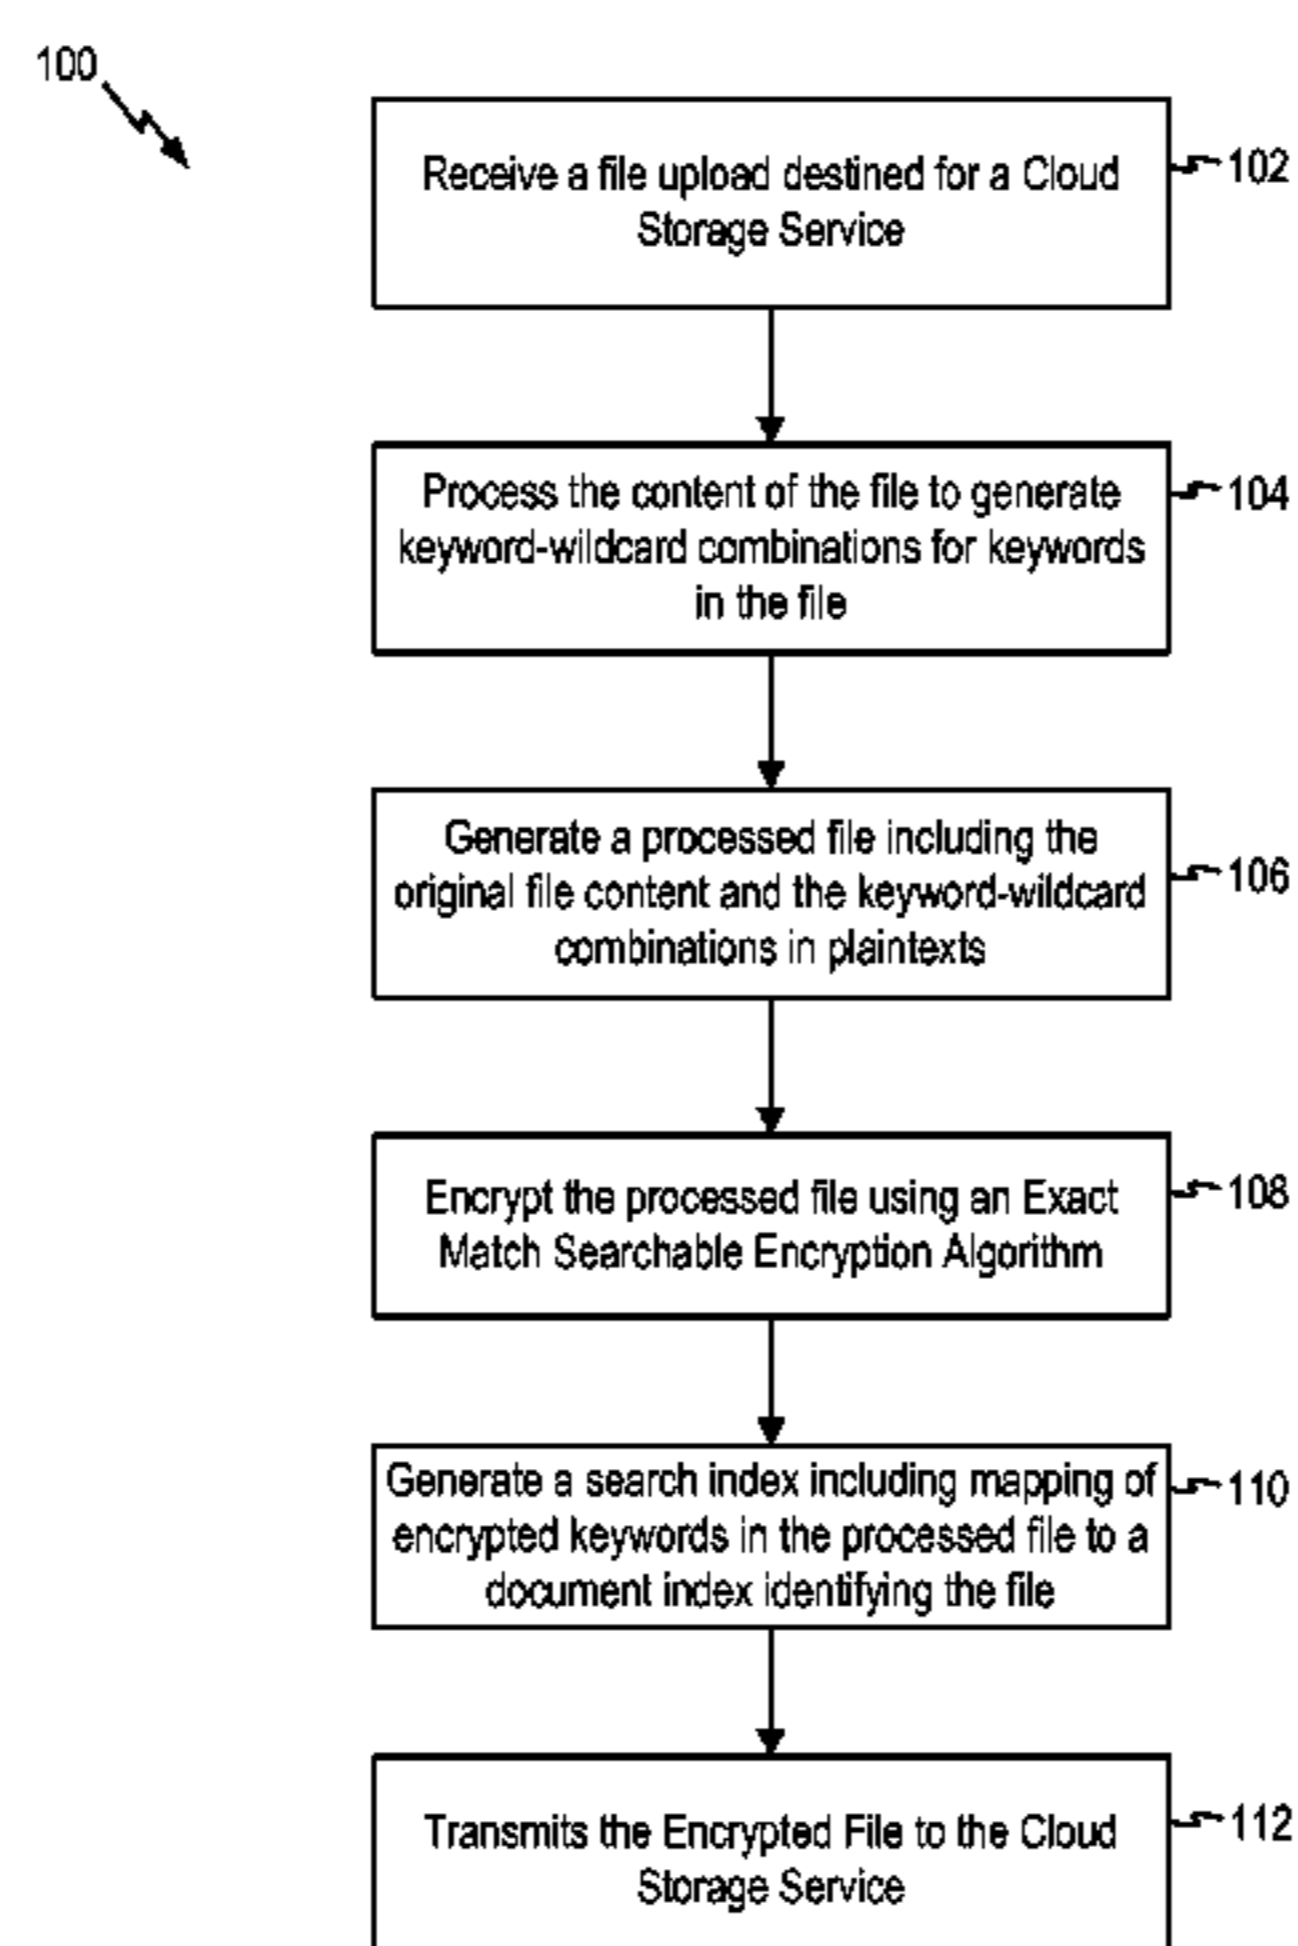 100
Receive a file upload destined for a Cloud
Storage Service
102
Process the content of the file to generate
keyword-wildcard combinations for keywords
in the file
104
Generate a processed file including the
original file content and the keyword-wildcard
combinations in plaintexts
106
Encrypt the processed file using an Exact
Match Searchable Encryption Algorithm
108
Generate a search index including mapping of
encrypted keywords in the processed file to a
document index identifying the file
110
Transmits the Encrypted File to the Cloud
Storage Service
112